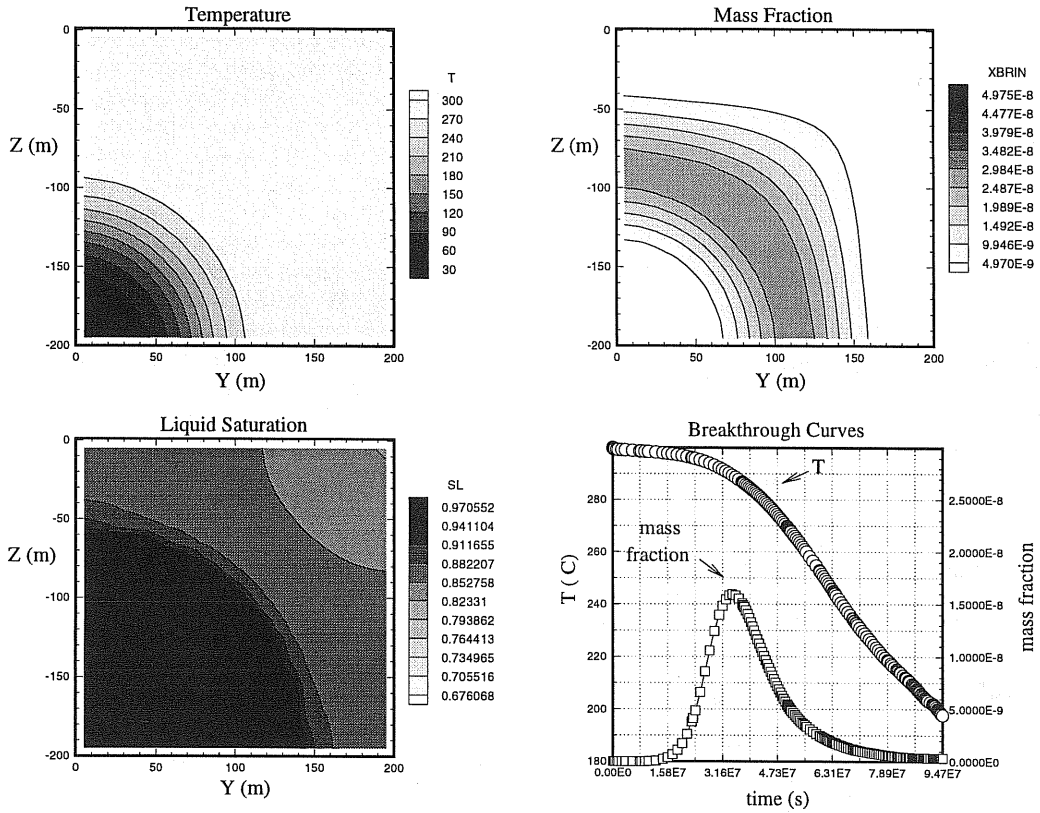 Temperature
0
-50
Z (m)
-100
-150
-200
0
50
100
150
200
Y (m)
T
300
270
240
210
180
150
120
90
60
30
Mass Fraction
0
-50
Z (m)
-100
-150
-200
0
50
100
150
200
Y (m)
XBRIN
4.975E-8
4.477E-8
3.979E-8
3.482E-8
2.984E-8
2.487E-8
1.989E-8
1.492E-8
9.946E-9
4.970E-9
Liquid Saturation
0
-50
Z (m)
-100
-150
-200
0
50
100
150
200
Y (m)
SL
0.970552
0.941104
0.911655
0.882207
0.852758
0.82331
0.793862
0.764413
0.734965
0.705516
0.676068
Breakthrough Curves
T
mass
fraction
280
260
240
220
200
180
T ( C)
2.5000E-8
2.0000E-8
1.5000E-8
1.0000E-8
5.0000E-9
0.0000E0
mass fraction
0.00E0
1.58E7
3.16E7
4.73E7
6.31E7
7.89E7
9.47E7
time (s)